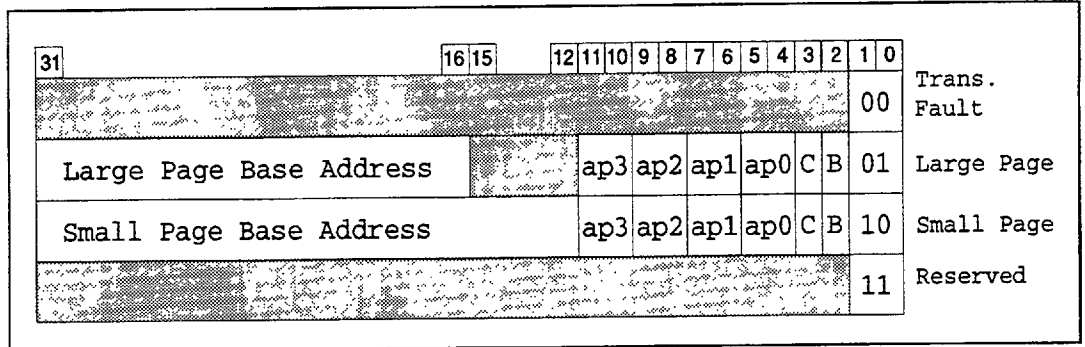 31 16 15 12 11 10 9 8 7 6 5 4 3 2 1 0
00 Trans. Fault
Large Page Base Address ap3 ap2 ap1 ap0 C B 01 Large Page
Small Page Base Address ap3 ap2 ap1 ap0 C B 10 Small Page
11 Reserved